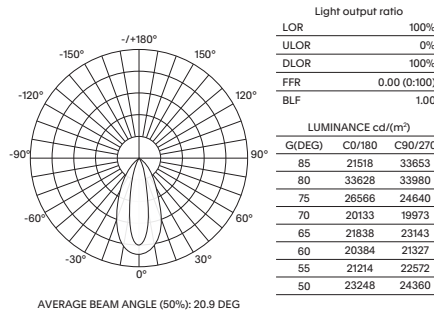 -/+180°
-150° 150°
-120° 120°
-90° 90°
-60° 60°
-30° 30°
0°
AVERAGE BEAM ANGLE (50%): 20.9 DEG
Light output ratio
LOR 100%
ULOR 0%
DLOR 100%
FFR 0.00 (0:100)
BLF 1.00
LUMINANCE cd/(m²)
G(DEG) C0/180 C90/270
85 21518 33653
80 33628 33980
75 26566 24640
70 20133 19973
65 21838 23143
60 20384 21327
55 21214 22572
50 23248 24360